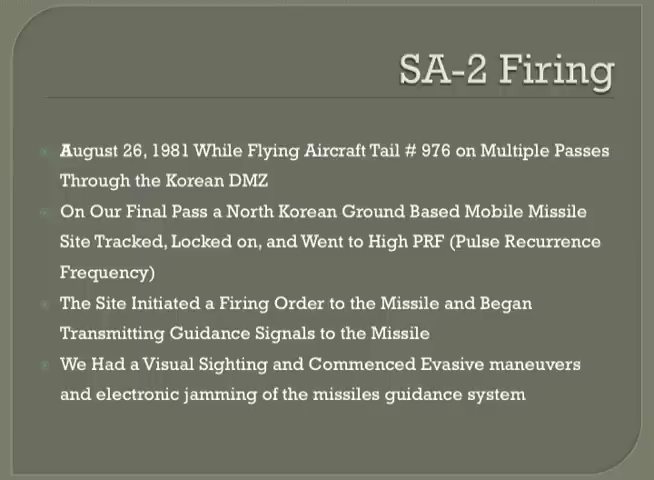 SA-2 Firing
August 26, 1981 While Flying Aircraft Tail # 976 on Multiple Passes
Through the Korean DMZ
On Our Final Pass a North Korean Ground Based Mobile Missile
Site Tracked, Locked on, and Went to High PRF (Pulse Recurrence
Frequency)
The Site Initiated a Firing Order to the Missile and Began
Transmitting Guidance Signals to the Missile
We Had a Visual Sighting and Commenced Evasive maneuvers
and electronic jamming of the missiles guidance system